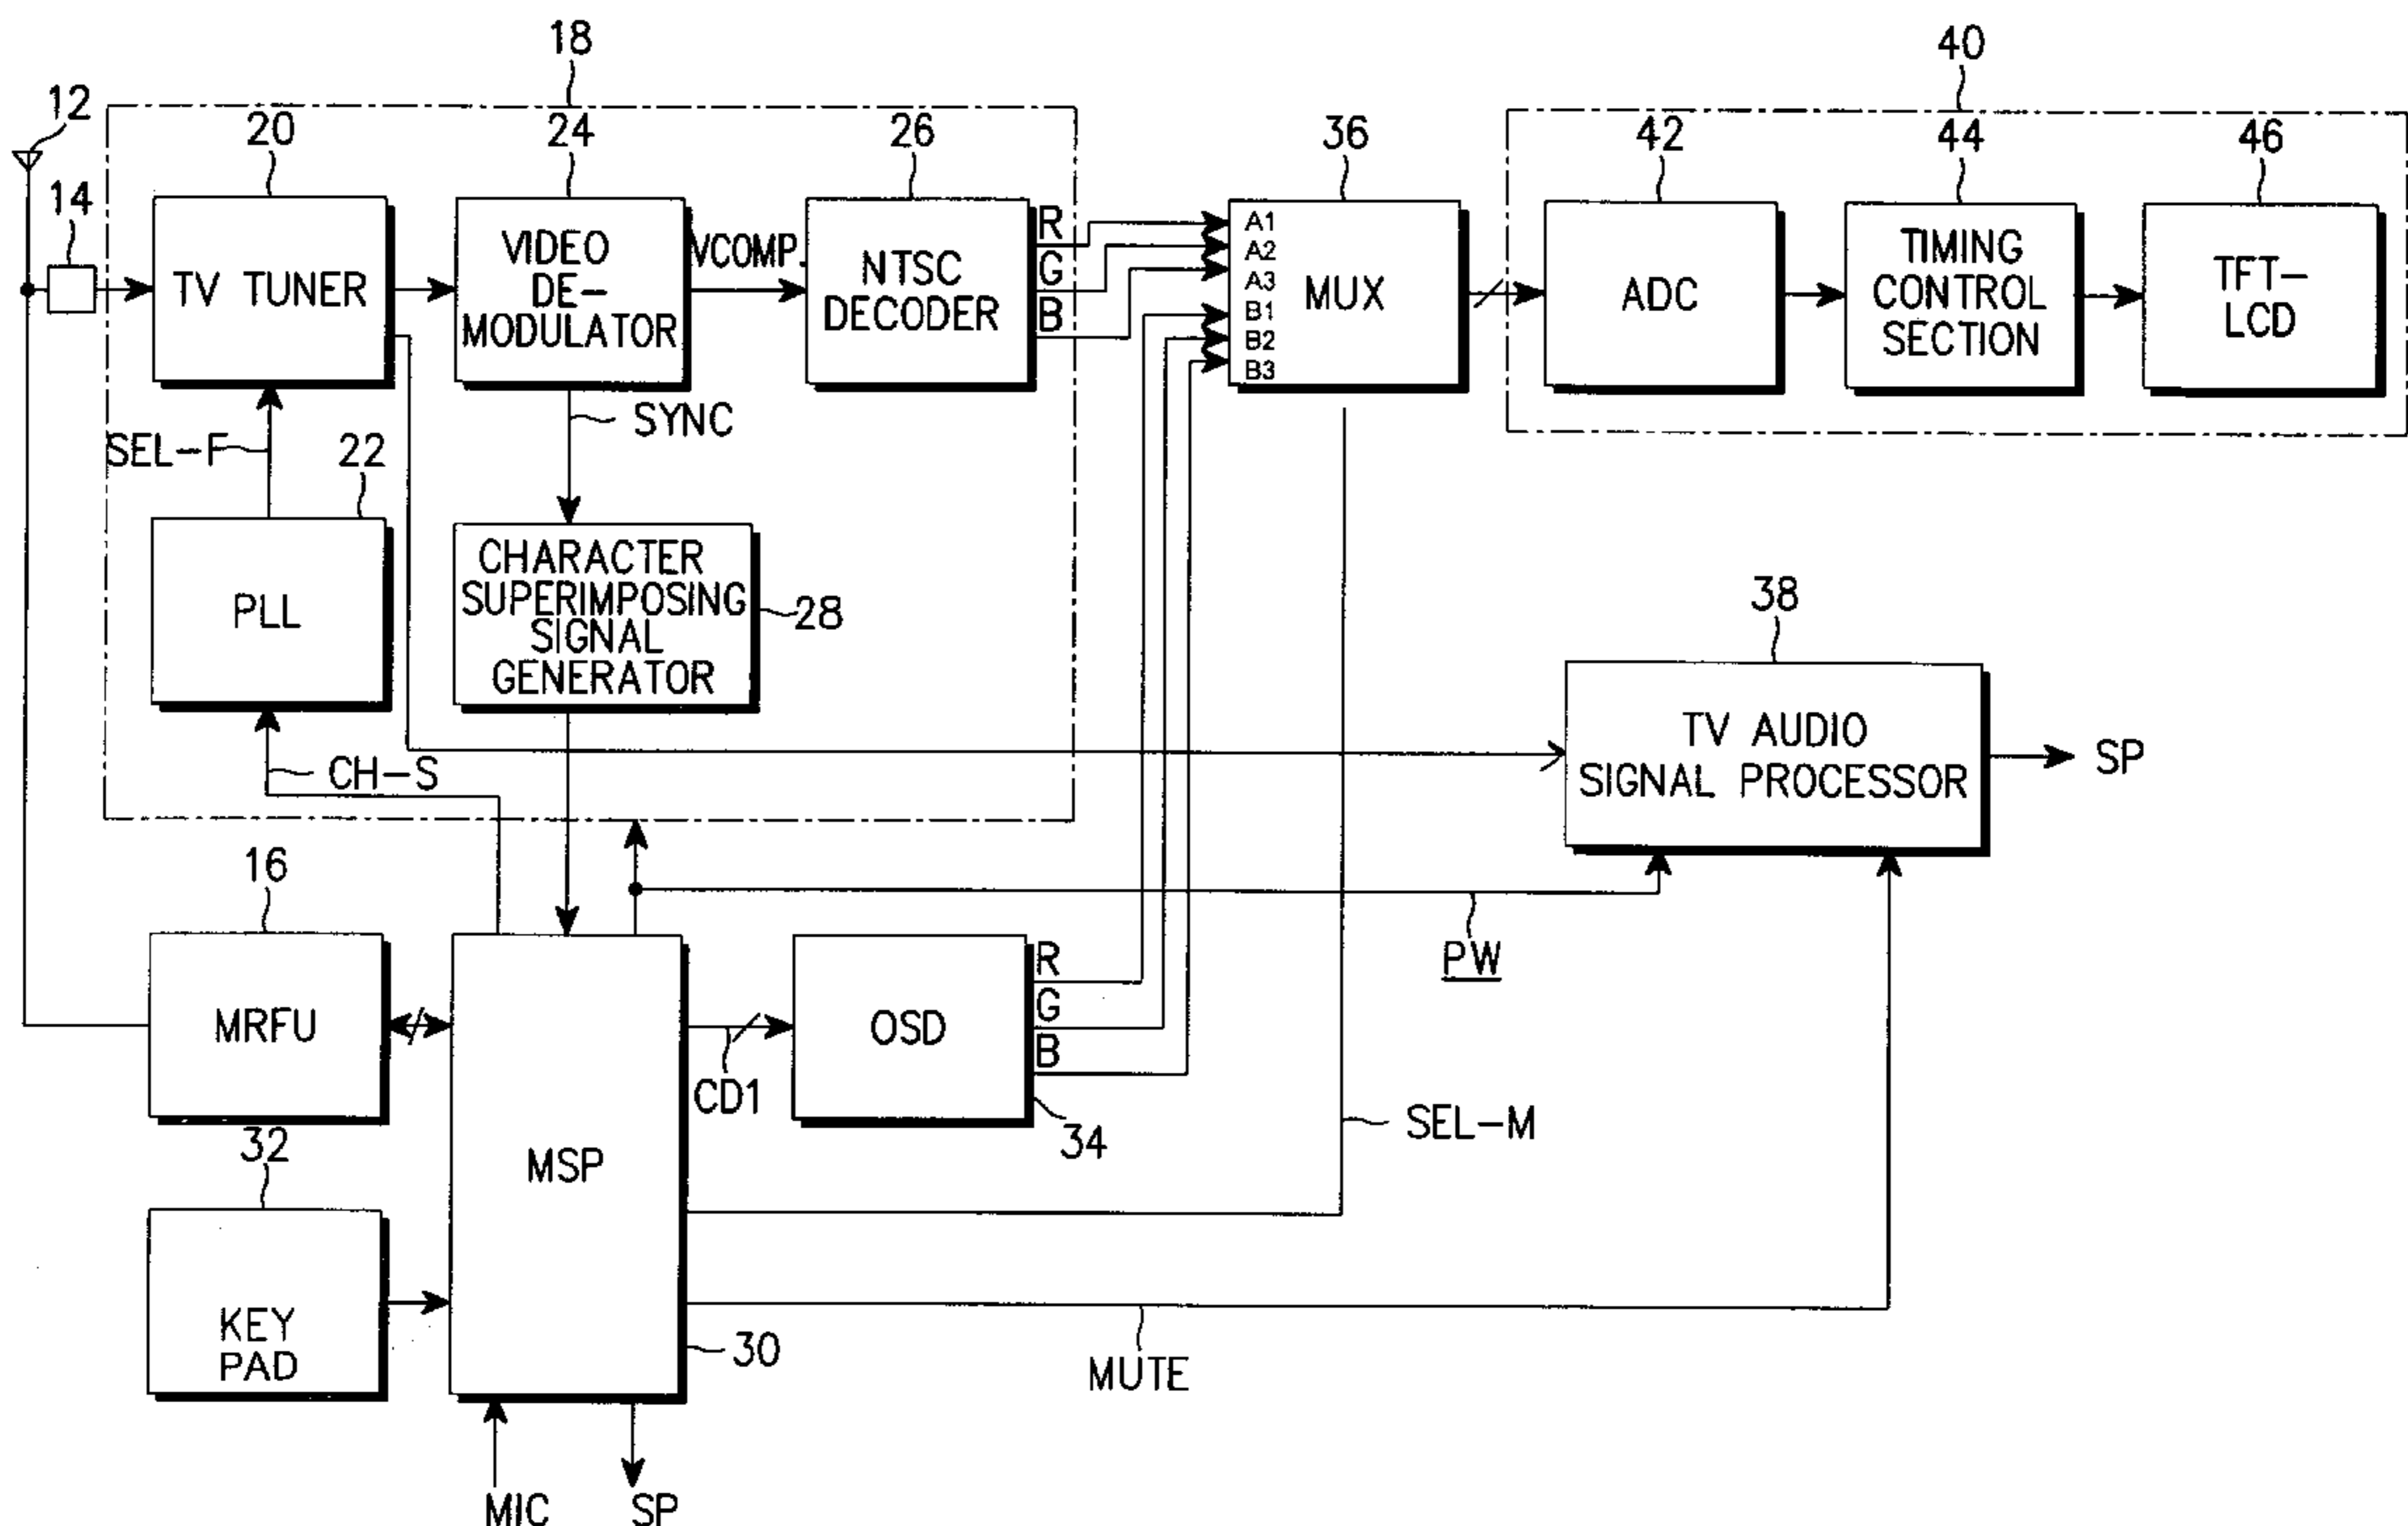 18
40
12
20
24
26
36
42
44
46
14
TV TUNER
VIDEO
DE-
MODULATOR
VCOMP.
NTSC
DECODER
R
G
B
A1
A2
A3
B1
B2
B3
MUX
ADC
TIMING
CONTROL
SECTION
TFT-
LCD
SYNC
SEL-F
22
PLL
CHARACTER
SUPERIMPOSING
SIGNAL
GENERATOR
28
38
TV AUDIO
SIGNAL PROCESSOR
SP
CH-S
16
MRFU
MSP
CD1
OSD
R
G
B
34
PW
SEL-M
32
KEY
PAD
30
MUTE
MIC
SP